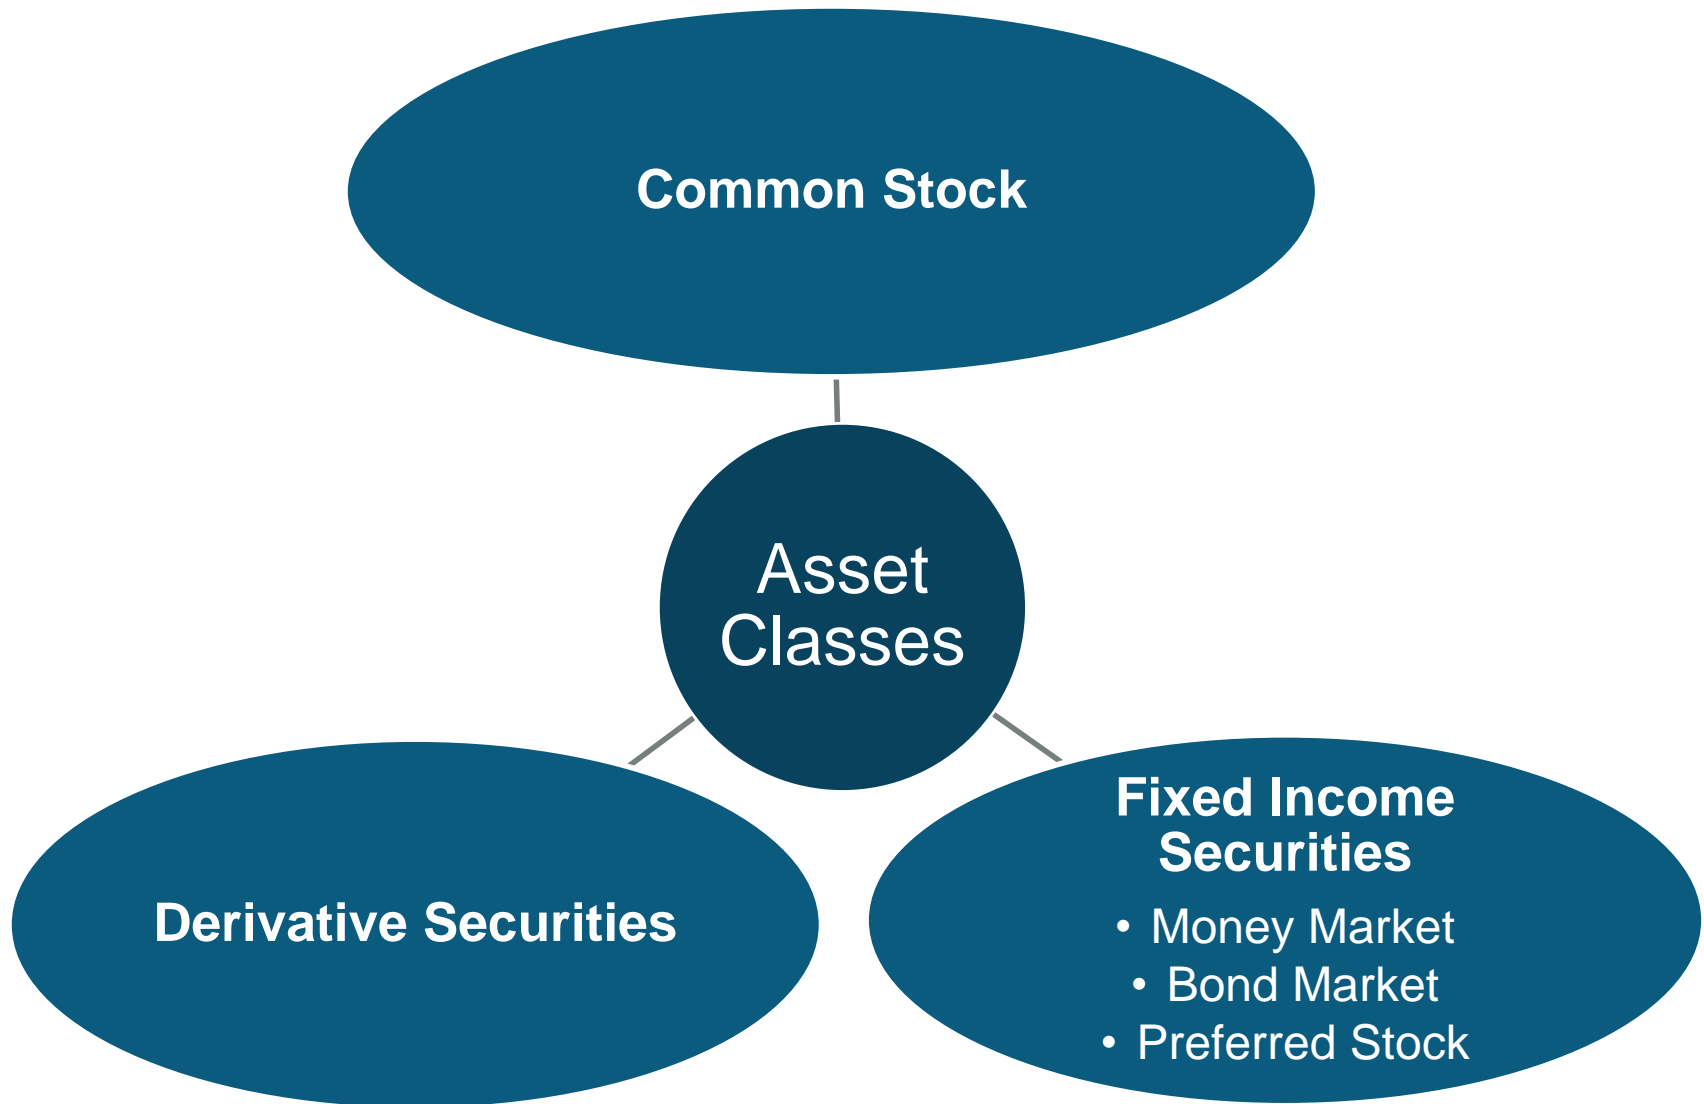 Common Stock
Asset
Classes
Derivative Securities
Fixed Income
Securities
• Money Market
• Bond Market
• Preferred Stock